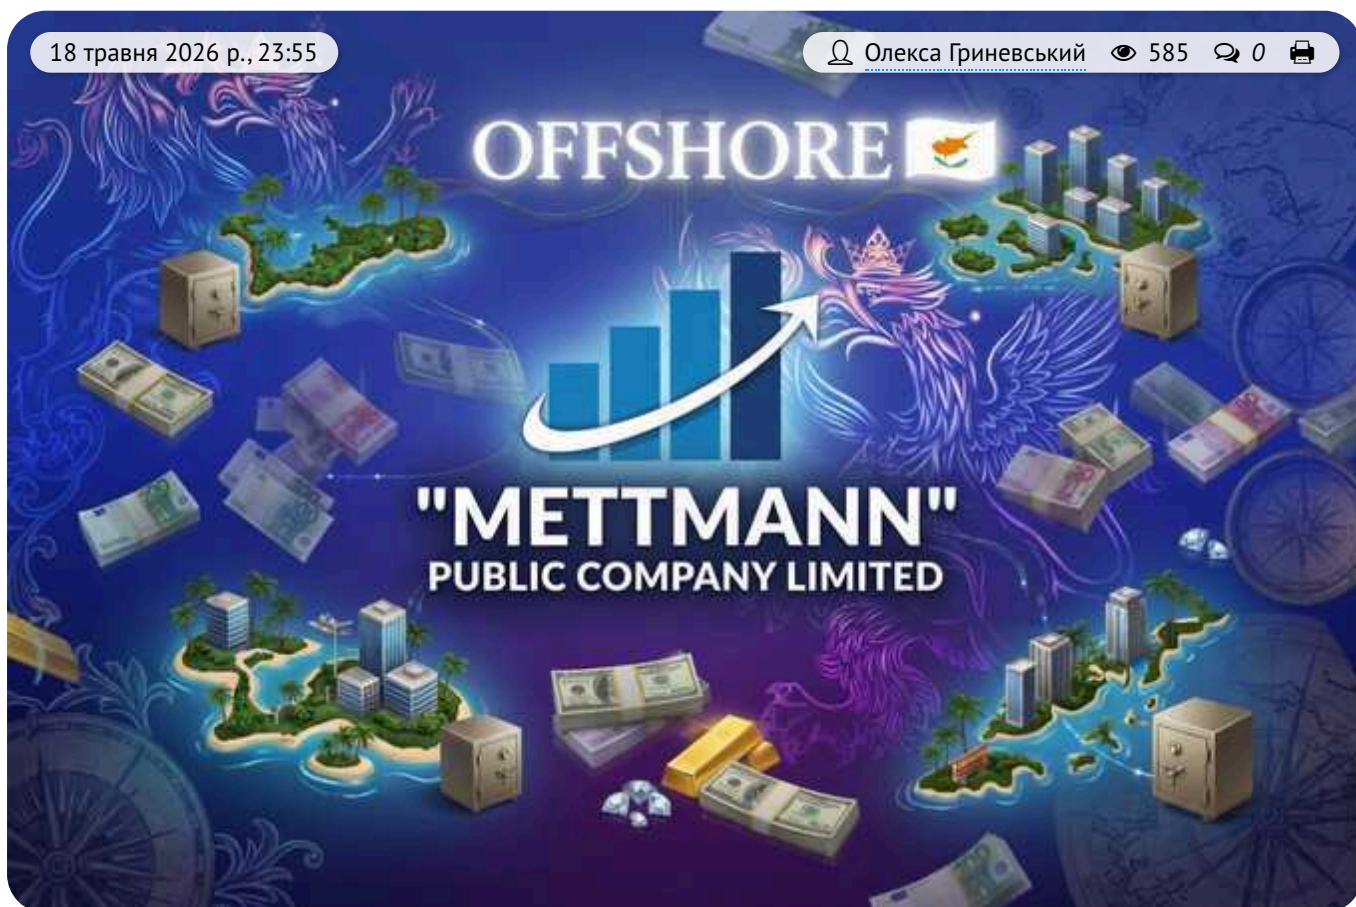 18 травня 2026 р., 23:55
Олекса Гриневський 585 0
OFFSHORE
"METTMANN"
PUBLIC COMPANY LIMITED